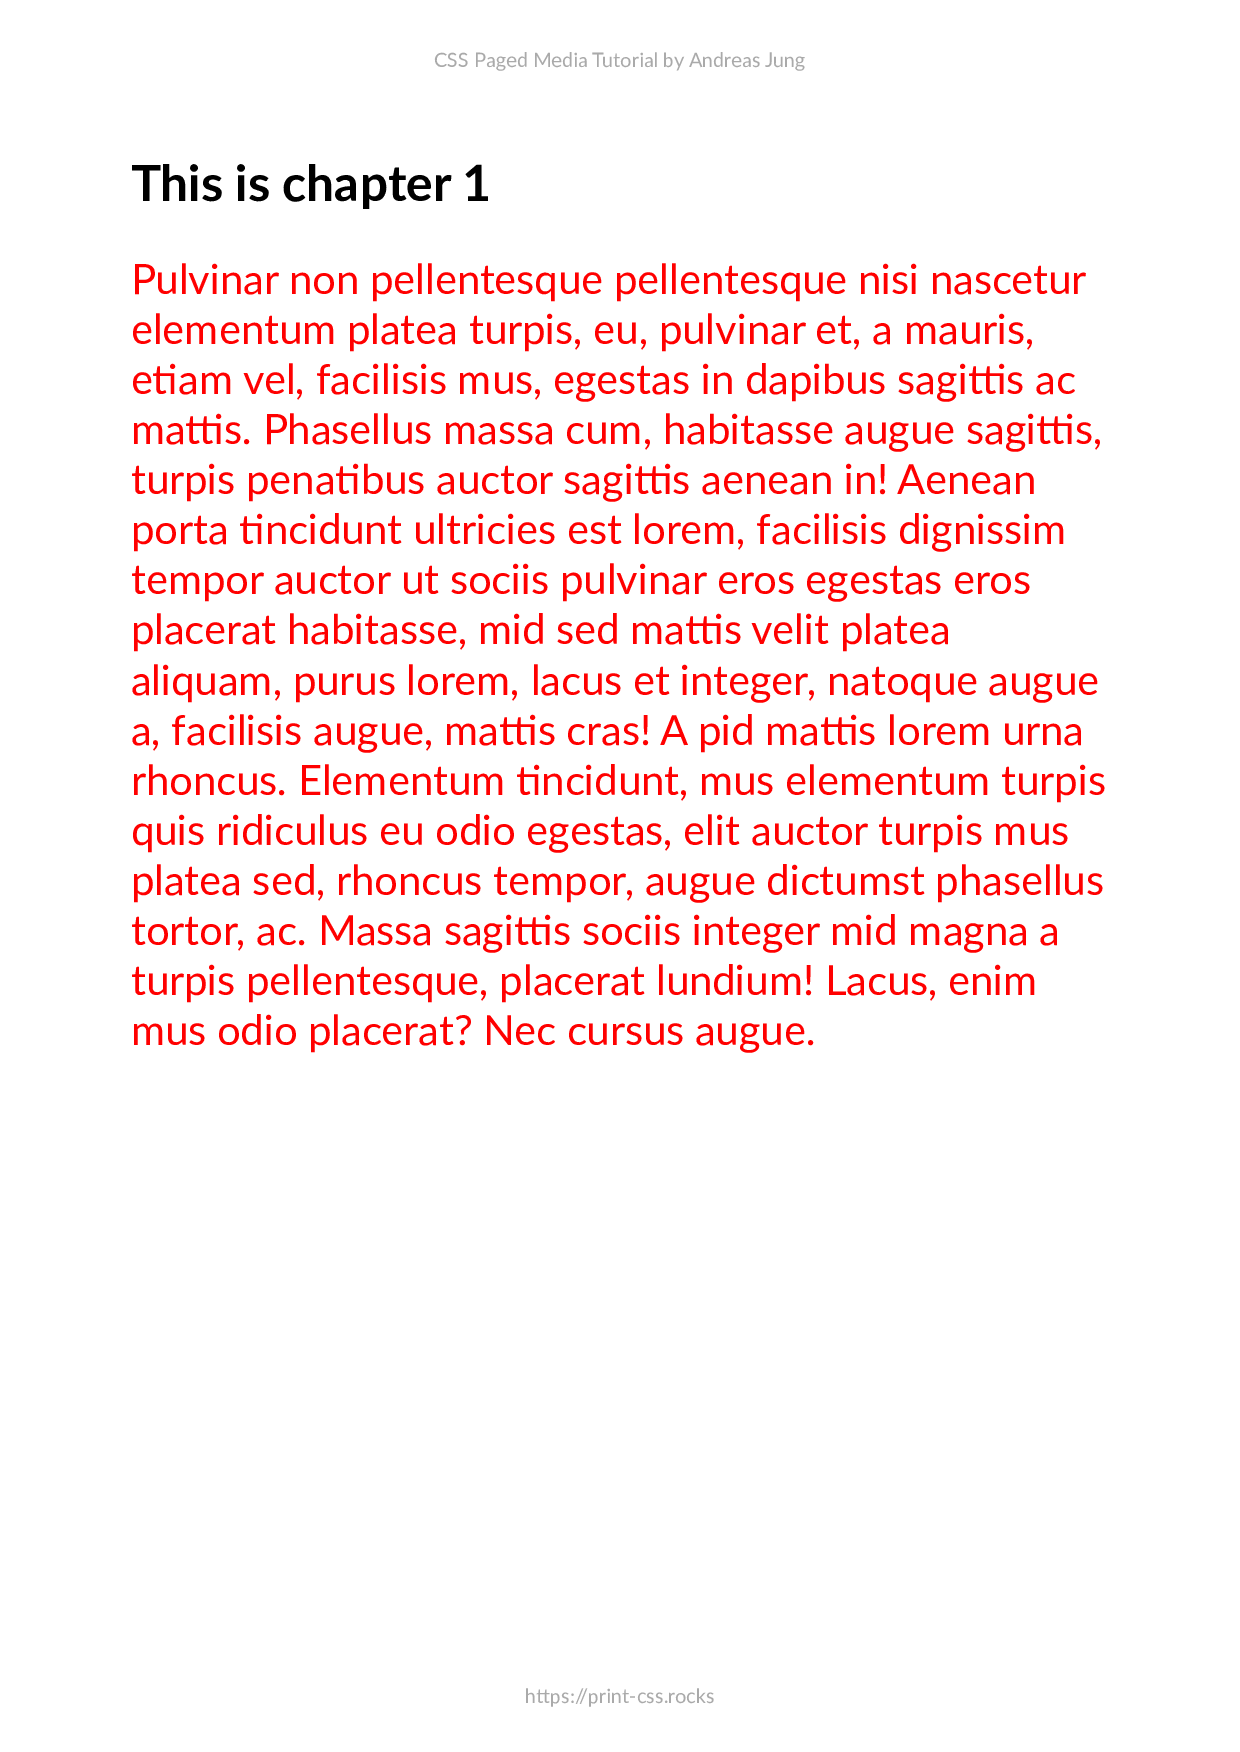 CSS Paged Media Tutorial by Andreas Jung
This is chapter 1
Pulvinar non pellentesque pellentesque nisi nascetur
elementum platea turpis, eu, pulvinar et, a mauris,
etiam vel, facilisis mus, egestas in dapibus sagittis ac
mattis. Phasellus massa cum, habitasse augue sagittis,
turpis penatibus auctor sagittis aenean in! Aenean
porta tincidunt ultricies est lorem, facilisis dignissim
tempor auctor ut sociis pulvinar eros egestas eros
placerat habitasse, mid sed mattis velit platea
aliquam, purus lorem, lacus et integer, natoque augue
a, facilisis augue, mattis cras! A pid mattis lorem urna
rhoncus. Elementum tincidunt, mus elementum turpis
quis ridiculus eu odio egestas, elit auctor turpis mus
platea sed, rhoncus tempor, augue dictumst phasellus
tortor, ac. Massa sagittis sociis integer mid magna a
turpis pellentesque, placerat lundium! Lacus, enim
mus odio placerat? Nec cursus augue.
https://print-css.rocks